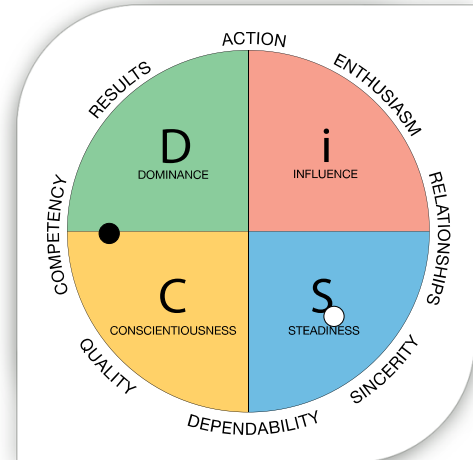 ACTION
RESULTS
ENTHUSIASM
D
DOMINANCE
i
INFLUENCE
COMPETENCY
RELATIONSHIPS
C
CONSCIENTIOUSNESS
S
STEADINESS
QUALITY
SINCERITY
DEPENDABILITY